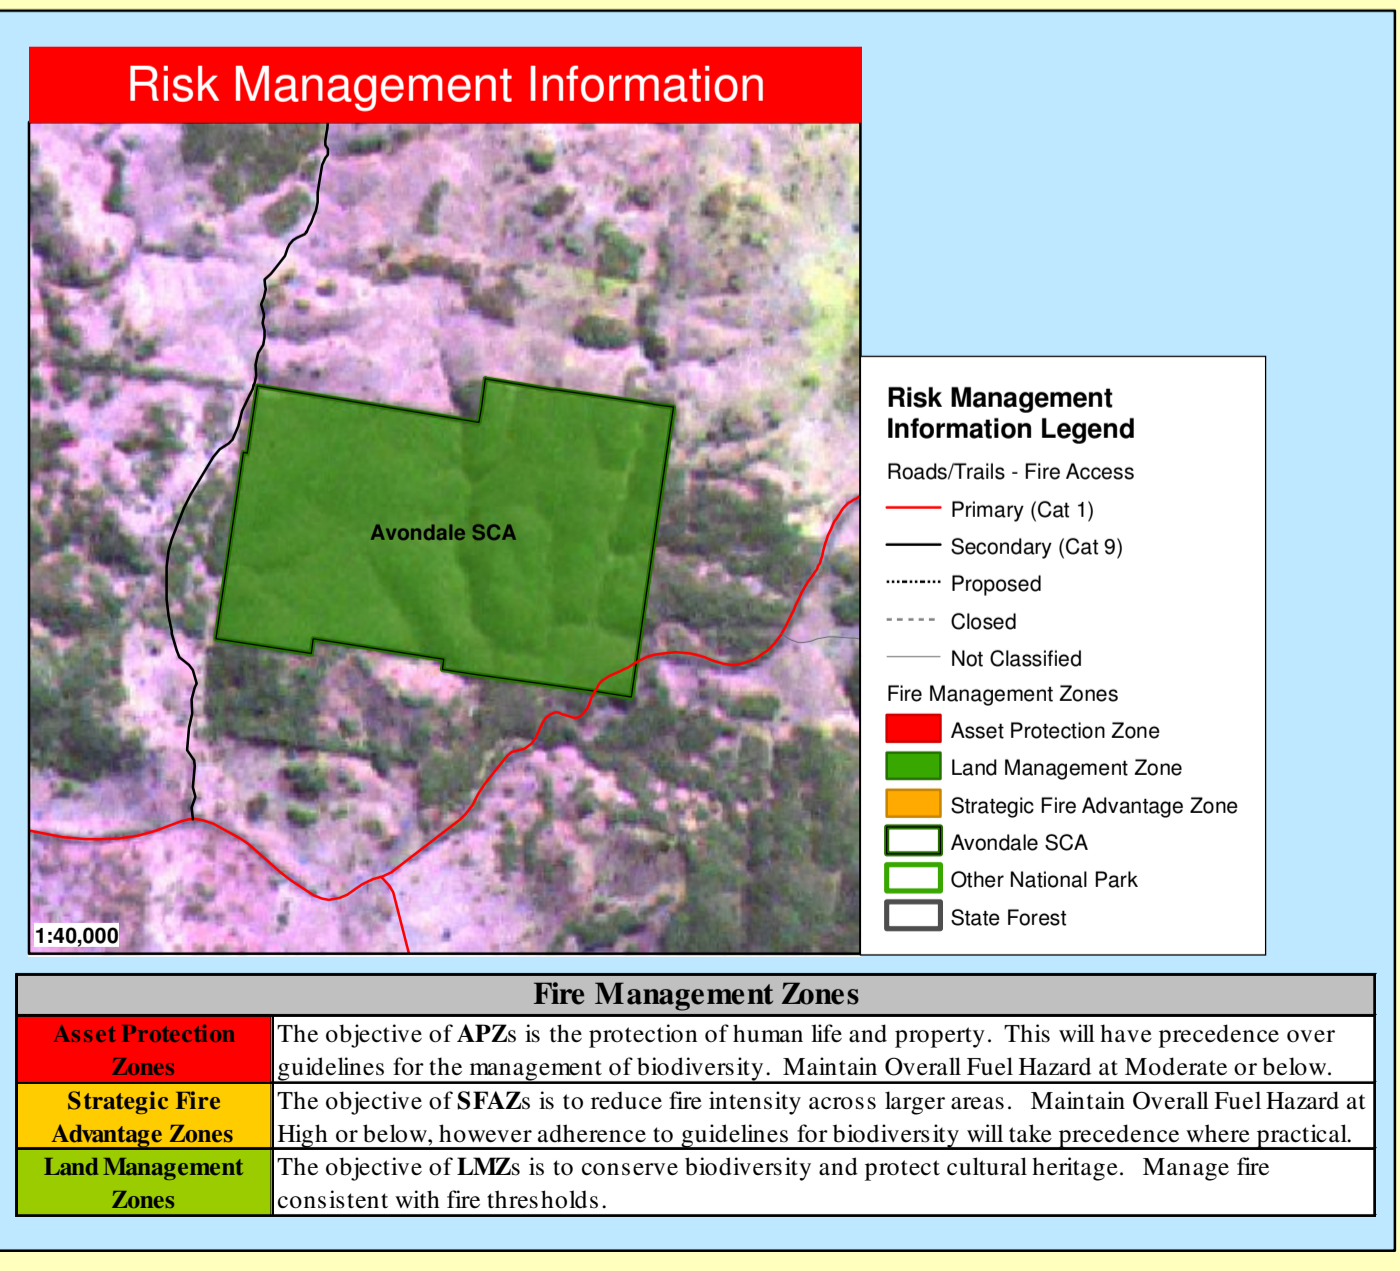 Risk Management Information
Avondale SCA
1:40,000
Risk Management
Information Legend
Roads/Trails - Fire Access
Primary (Cat 1)
Secondary (Cat 9)
Proposed
Closed
Not Classified
Fire Management Zones
Asset Protection Zone
Land Management Zone
Strategic Fire Advantage Zone
Avondale SCA
Other National Park
State Forest
Fire Management Zones
Asset Protection
Zones
The objective of APZs is the protection of human life and property. This will have precedence over
guidelines for the management of biodiversity. Maintain Overall Fuel Hazard at Moderate or below.
Strategic Fire
Advantage Zones
The objective of SFAZs is to reduce fire intensity across larger areas. Maintain Overall Fuel Hazard at
High or below, however adherence to guidelines for biodiversity will take precedence where practical.
Land Management
Zones
The objective of LMZs is to conserve biodiversity and protect cultural heritage. Manage fire
consistent with fire thresholds.